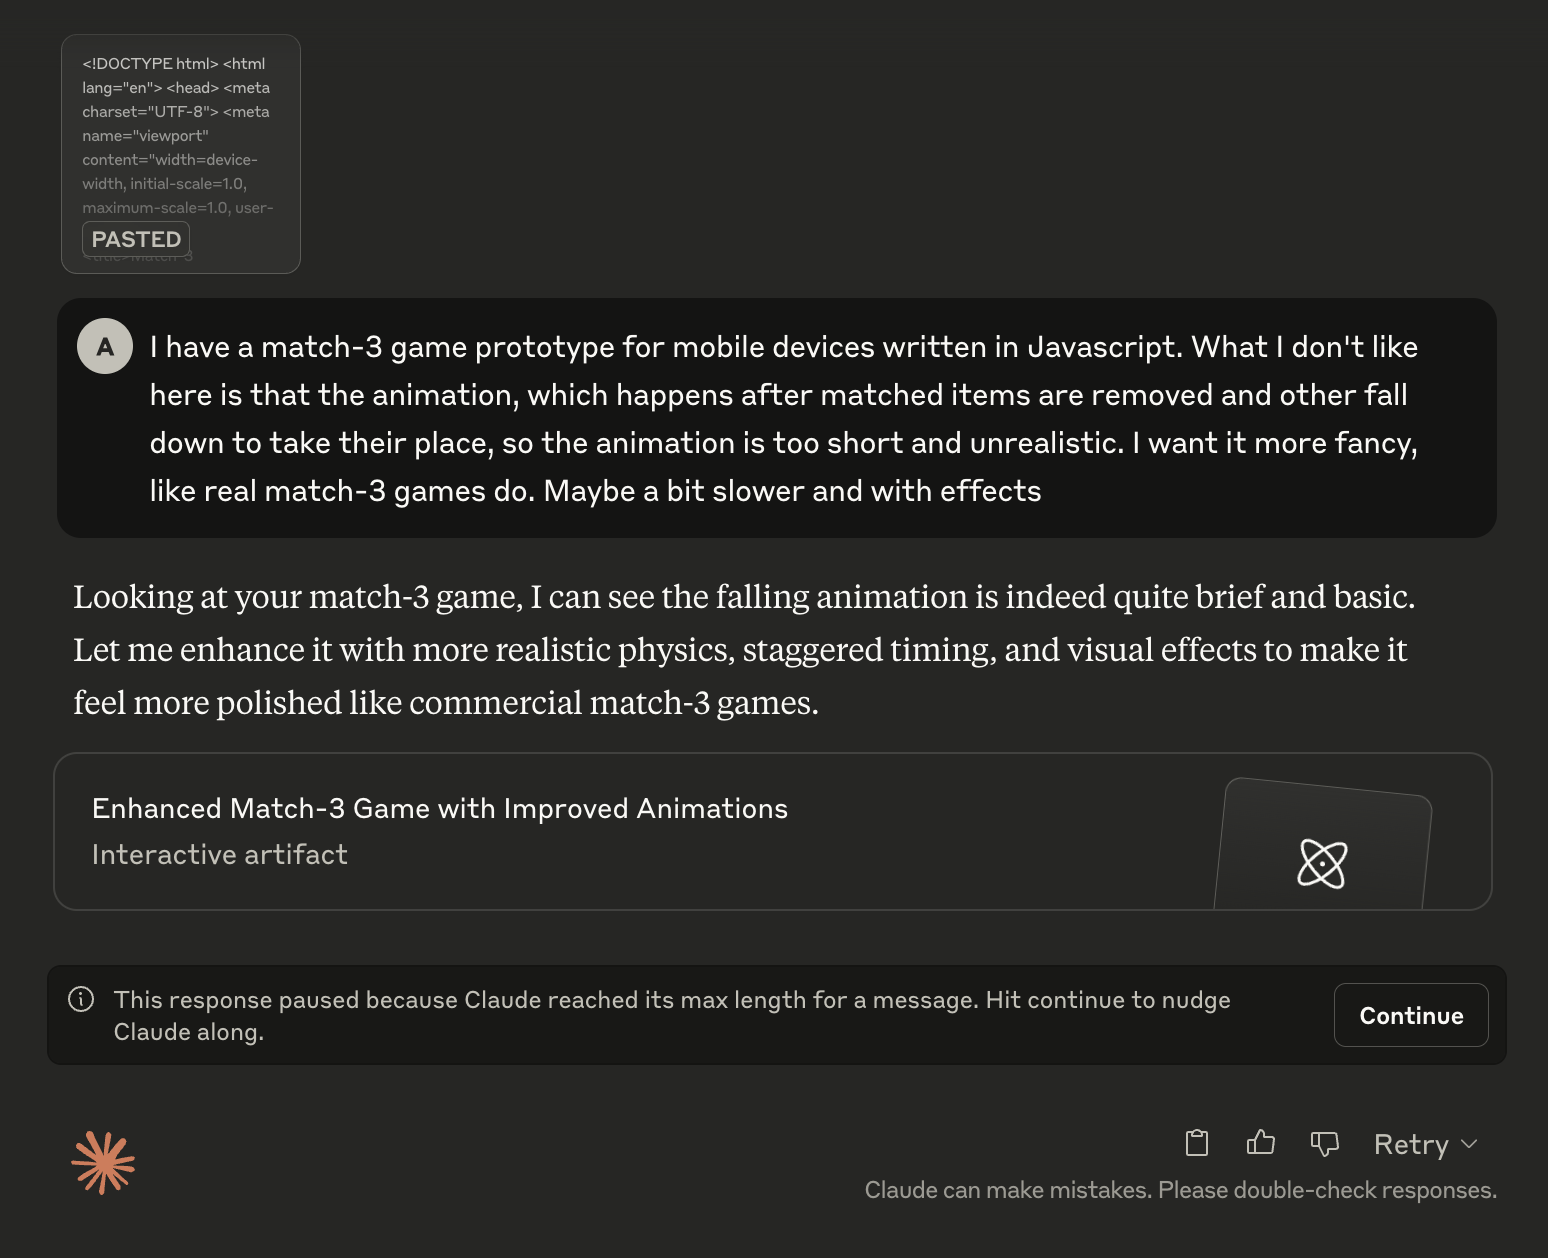 <!DOCTYPE html> <html
lang="en"> <head> <meta
charset="UTF-8"> <meta
name="viewport"
content="width=device-
width, initial-scale=1.0,
maximum-scale=1.0, user-
PASTED
<title>Match-3
A
I have a match-3 game prototype for mobile devices written in Javascript. What I don't like
here is that the animation, which happens after matched items are removed and other fall
down to take their place, so the animation is too short and unrealistic. I want it more fancy,
like real match-3 games do. Maybe a bit slower and with effects
Looking at your match-3 game, I can see the falling animation is indeed quite brief and basic.
Let me enhance it with more realistic physics, staggered timing, and visual effects to make it
feel more polished like commercial match-3 games.
Enhanced Match-3 Game with Improved Animations
Interactive artifact
This response paused because Claude reached its max length for a message. Hit continue to nudge
Claude along.
Continue
Retry
Claude can make mistakes. Please double-check responses.